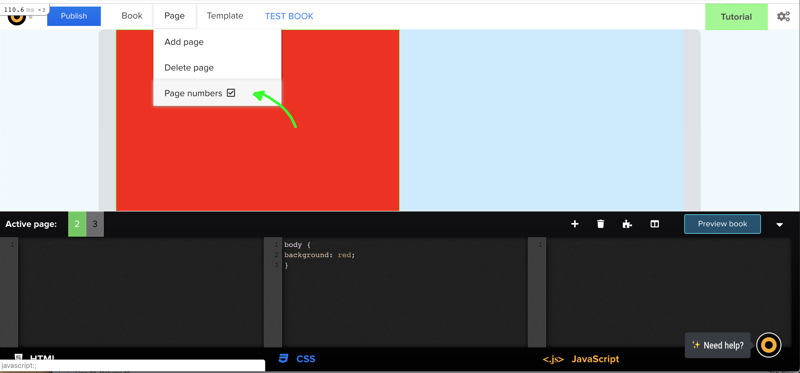 110.6 ms ×2
Publish
Book
Page
Template
TEST BOOK
Tutorial
Add page
Delete page
Page numbers
Active page:
2
3
Preview book
1
1 body {
2 background: red;
3 }
1
Need help?
HTML
CSS
<.js> JavaScript
javascript:;